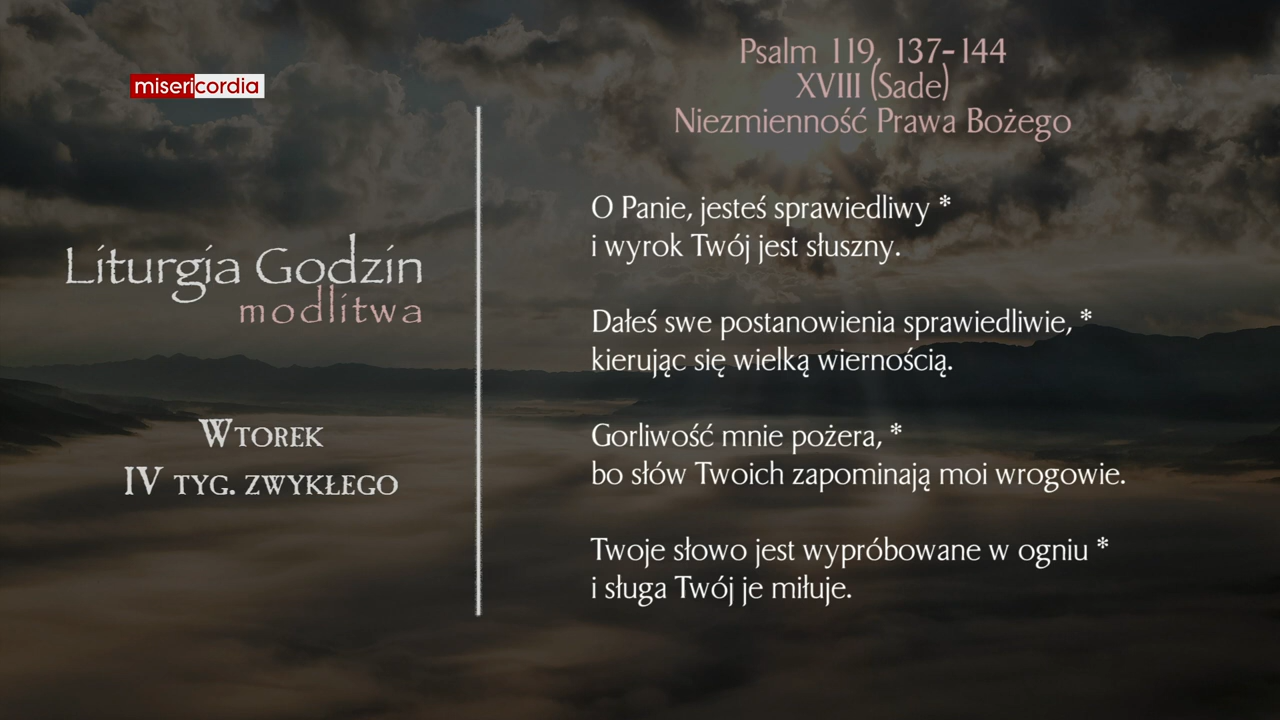 misericordia
Liturgia Godzin
modlitwa
Wtorek
IV tyg. zwykłego
Psalm 119, 137-144
XVIII (Sade)
Niezmienność Prawa Bożego
O Panie, jesteś sprawiedliwy *
i wyrok Twój jest słuszny.
Dałeś swe postanowienia sprawiedliwie, *
kierując się wielką wiernością.
Gorliwość mnie pożera, *
bo słów Twoich zapominają moi wrogowie.
Twoje słowo jest wypróbowane w ogniu *
i sługa Twój je miłuje.